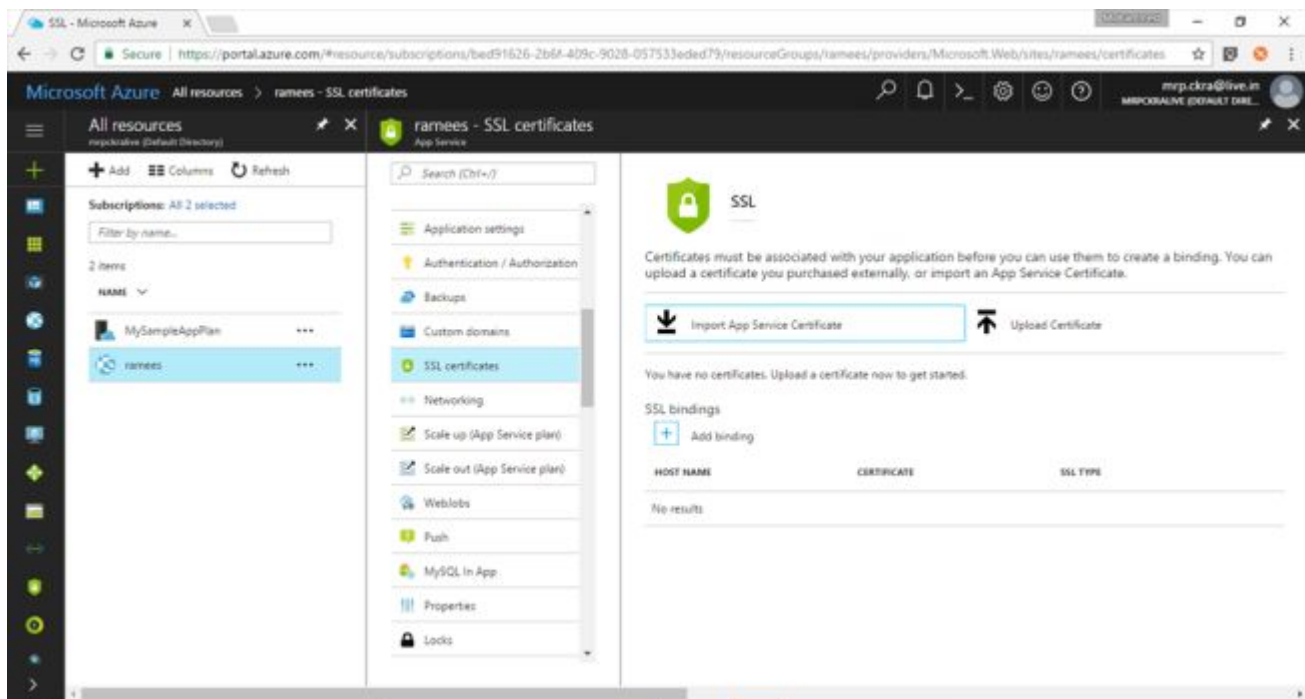 SSL - Microsoft Azure
Secure | https://portal.azure.com/#resource/subscriptions/bed91626-2b6f-409c-9028-057533eded79/resourceGroups/ramees/providers/Microsoft.Web/sites/ramees/certificates
Microsoft Azure All resources > ramees - SSL certificates
mrp.ckra@live.in
All resources
(Default Directory)
ramees - SSL certificates
App Service
Add Columns Refresh
Subscriptions: All 2 selected
Filter by name...
2 items
NAME
MySampleAppPlan
ramees
Search (Ctrl+/)
Application settings
Authentication / Authorization
Backups
Custom domains
SSL certificates
Networking
Scale up (App Service plan)
Scale out (App Service plan)
WebJobs
Push
MySQL In App
Properties
Locks
SSL
Certificates must be associated with your application before you can use them to create a binding. You can
upload a certificate you purchased externally, or import an App Service Certificate.
Import App Service Certificate
Upload Certificate
You have no certificates. Upload a certificate now to get started.
SSL bindings
Add binding
HOST NAME CERTIFICATE SSL TYPE
No results